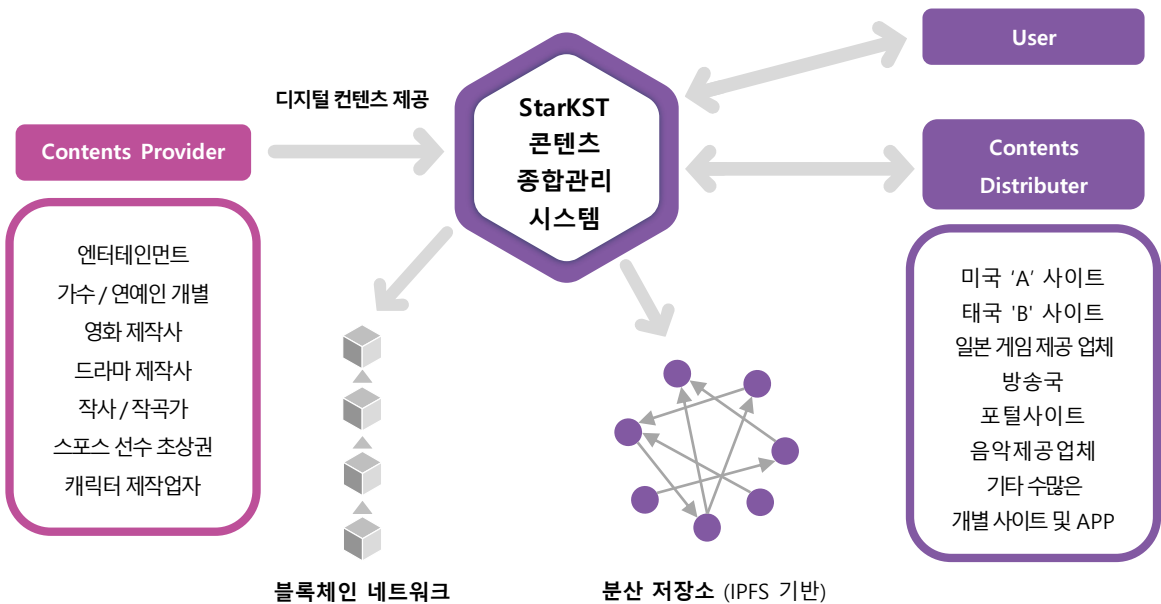 디지털 컨텐츠 제공
Contents Provider
엔터테인먼트
가수 / 연예인 개별
영화 제작사
드라마 제작사
작사 / 작곡가
스포스 선수 초상권
캐릭터 제작업자
StarKST
콘텐츠
종합관리
시스템
블록체인 네트워크
분산 저장소 (IPFS 기반)
User
Contents
Distributer
미국 ‘A’ 사이트
태국 'B' 사이트
일본 게임 제공 업체
방송국
포털사이트
음악제공업체
기타 수많은
개별 사이트 및 APP